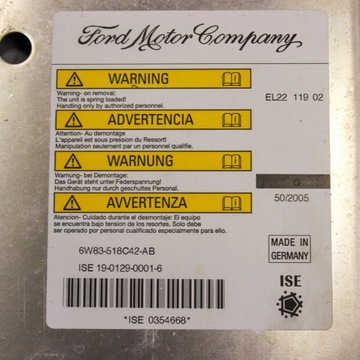 Ford Motor Company
WARNING
Warning- on removal:
The unit is spring loaded!
Handling only by authorized personnel.
EL22 119 02
ADVERTENCIA
Attention- Au demontage
L'appareil est sous pression du Ressort!
Manipulation seulement par un personnel qualifié.
WARNUNG
Warnung- bei Demontage:
Das Gerät steht unter Federspannung!
Handhabung nur durch geschultes Personal.
G
50/2005
AVVERTENZA
Atencion- Cuidado durante el desmontaje: El equipo
se encuentra bajo tension de los resortes. Solo debe
ser operado por personal cualificado especialmente para ello.
6W83-518C42-AB
MADE IN
GERMANY
ISE 19-0129-0001-6
ISE
*ISE 0354668*